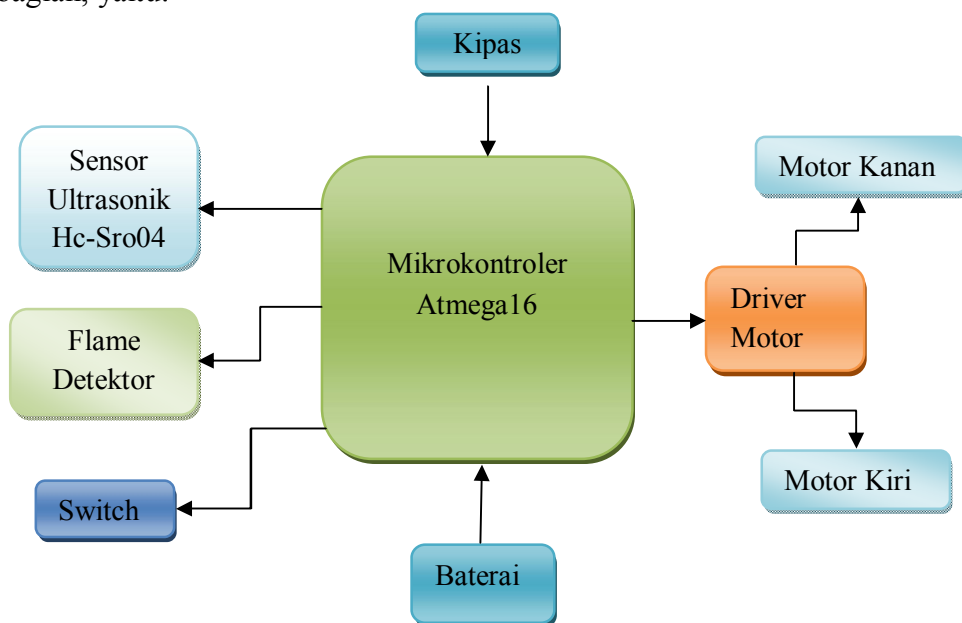 bagian, yaitu:
Kipas
Sensor
Ultrasonik
Hc-Sro04
Motor Kanan
Mikrokontroler
Atmega16
Driver
Motor
Flame
Detektor
Motor Kiri
Switch
Baterai